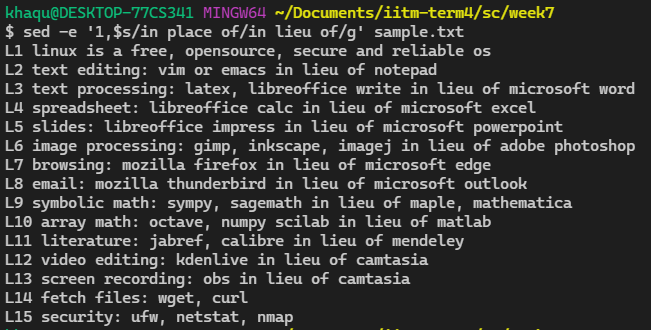 khaqu@DESKTOP-77CS341 MINGW64 ~/Documents/iitm-term4/sc/week7
$ sed -e '1,$s/in place of/in lieu of/g' sample.txt
L1 linux is a free, opensource, secure and reliable os
L2 text editing: vim or emacs in lieu of notepad
L3 text processing: latex, libreoffice write in lieu of microsoft word
L4 spreadsheet: libreoffice calc in lieu of microsoft excel
L5 slides: libreoffice impress in lieu of microsoft powerpoint
L6 image processing: gimp, inkscape, imagej in lieu of adobe photoshop
L7 browsing: mozilla firefox in lieu of microsoft edge
L8 email: mozilla thunderbird in lieu of microsoft outlook
L9 symbolic math: sympy, sagemath in lieu of maple, mathematica
L10 array math: octave, numpy scilab in lieu of matlab
L11 literature: jabref, calibre in lieu of mendeley
L12 video editing: kdenlive in lieu of camtasia
L13 screen recording: obs in lieu of camtasia
L14 fetch files: wget, curl
L15 security: ufw, netstat, nmap